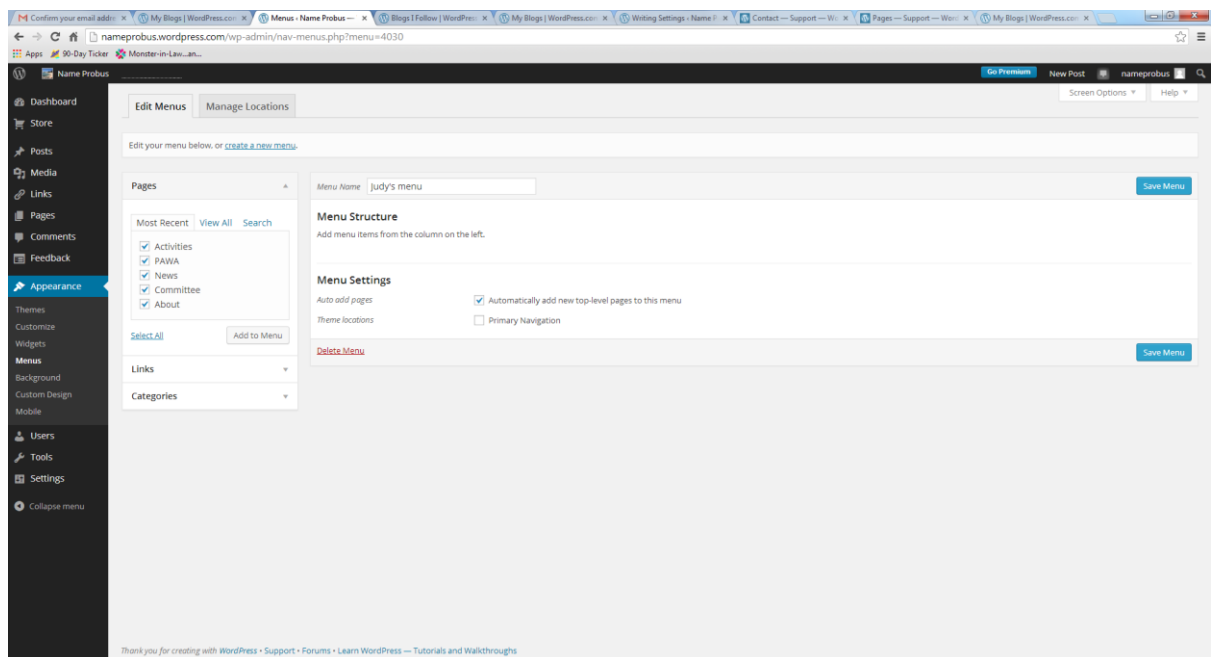 Confirm your email addre
My Blogs | WordPress.com
Menus ‹ Name Probus —
Blogs I Follow | WordPres
My Blogs | WordPress.com
Writing Settings ‹ Name P
Contact — Support — Wo
Pages — Support — Word
My Blogs | WordPress.com
nameprobus.wordpress.com/wp-admin/nav-menus.php?menu=4030
Apps 90-Day Ticker Monster-in-Law...an...
Name Probus
Go Premium New Post nameprobus
Screen Options Help
Dashboard
Store
Posts
Media
Links
Pages
Comments
Feedback
Appearance
Themes
Customize
Widgets
Menus
Background
Custom Design
Mobile
Users
Tools
Settings
Collapse menu
Edit Menus Manage Locations
Edit your menu below, or create a new menu.
Pages
Most Recent View All Search
Activities
PAWA
News
Committee
About
Select All Add to Menu
Links
Categories
Menu Name Judy's menu Save Menu
Menu Structure
Add menu items from the column on the left.
Menu Settings
Auto add pages Automatically add new top-level pages to this menu
Theme locations Primary Navigation
Delete Menu Save Menu
Thank you for creating with WordPress • Support • Forums • Learn WordPress — Tutorials and Walkthroughs